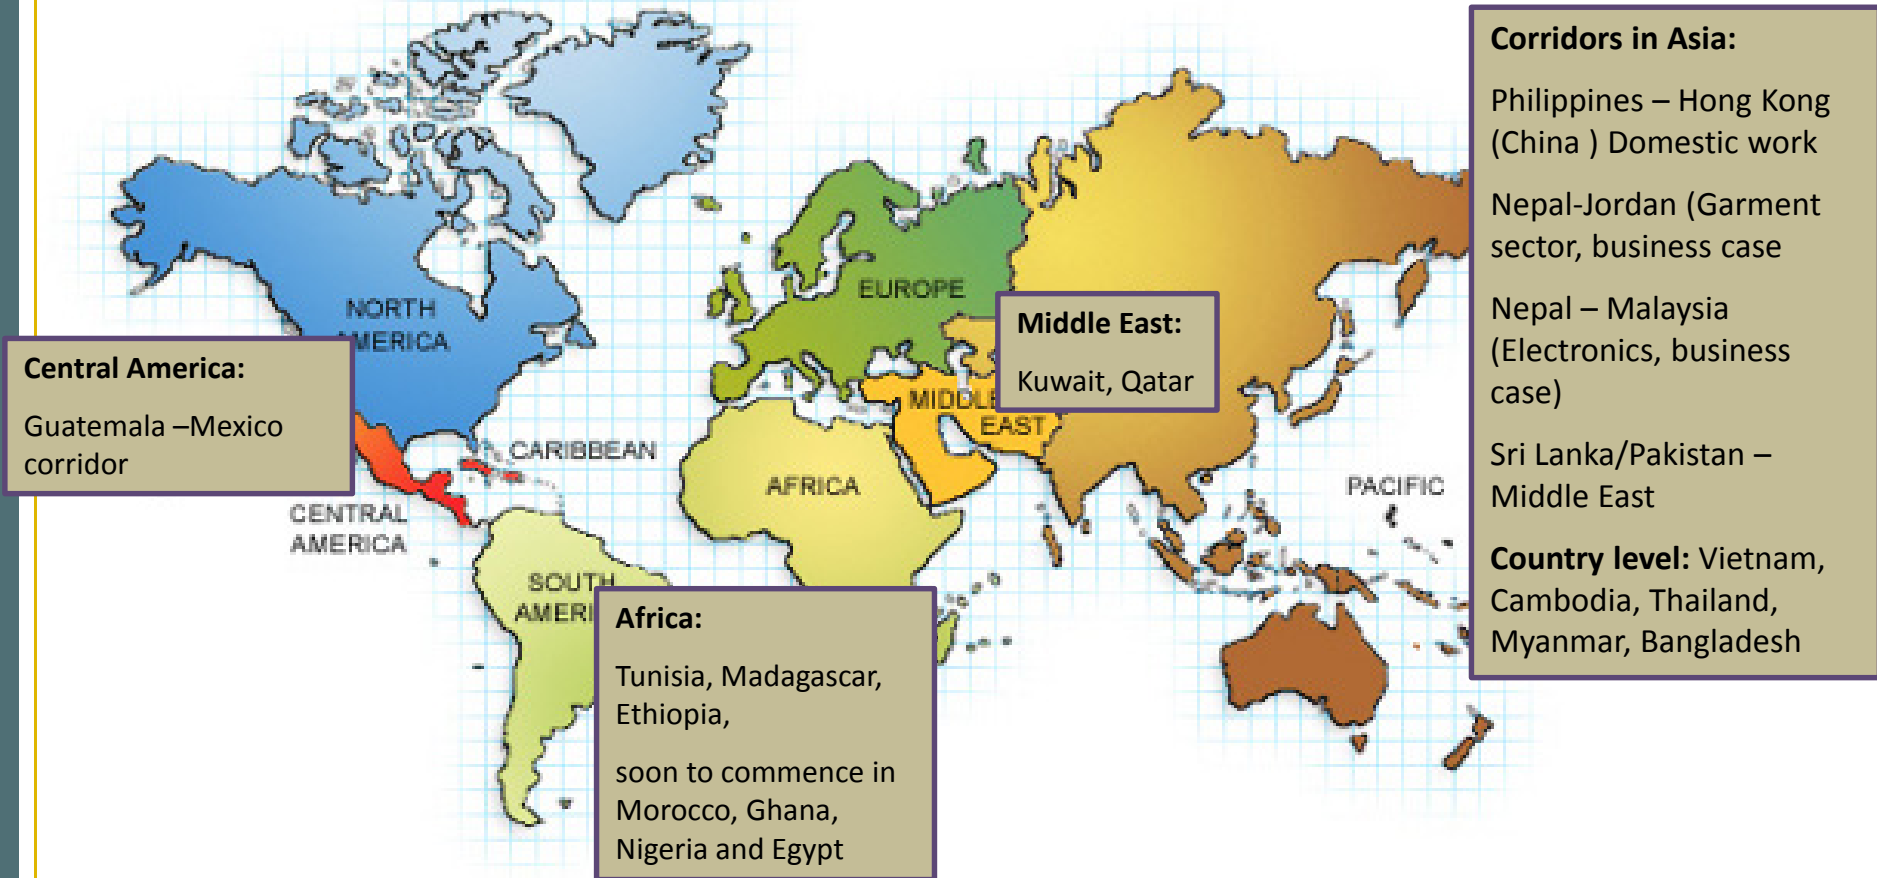 NORTH
AMERICA
EUROPE
MIDDLE
EAST
CARIBBEAN
CENTRAL
AMERICA
AFRICA
PACIFIC
SOUTH
AMERI
Central America:
Guatemala –Mexico
corridor
Middle East:
Kuwait, Qatar
Africa:
Tunisia, Madagascar,
Ethiopia,
soon to commence in
Morocco, Ghana,
Nigeria and Egypt
Corridors in Asia:
Philippines – Hong Kong
(China ) Domestic work
Nepal-Jordan (Garment
sector, business case
Nepal – Malaysia
(Electronics, business
case)
Sri Lanka/Pakistan –
Middle East
Country level: Vietnam,
Cambodia, Thailand,
Myanmar, Bangladesh